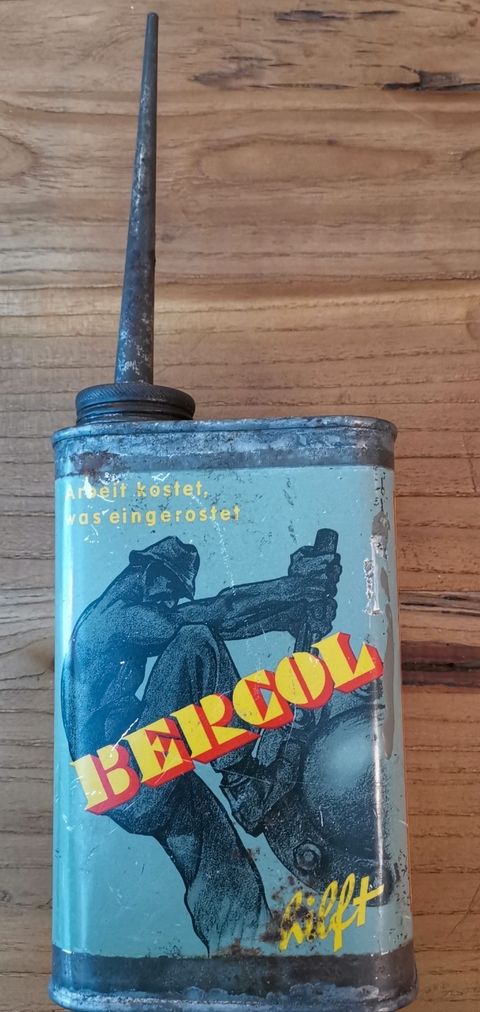 Arbeit kostet,
was eingerostet
BERCOL
hilft